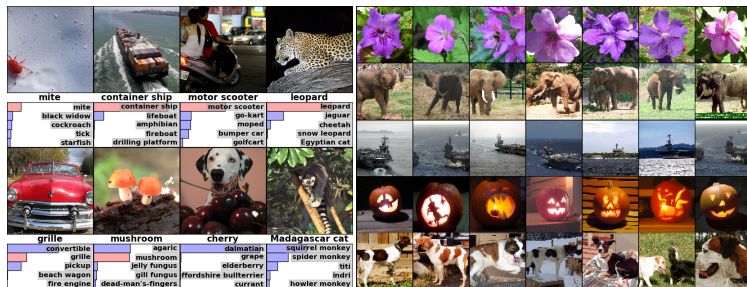 mite container ship motor scooter leopard
mite container ship motor scooter leopard
black widow lifeboat go-kart jaguar
cockroach amphibian moped cheetah
tick fireboat bumper car snow leopard
starfish drilling platform golfcart Egyptian cat
grille mushroom cherry Madagascar cat
convertible agaric dalmatian squirrel monkey
grille mushroom grape spider monkey
pickup jelly fungus elderberry titi
beach wagon gill fungus ffordshire bullterrier indri
fire engine dead-man's-fingers currant howler monkey